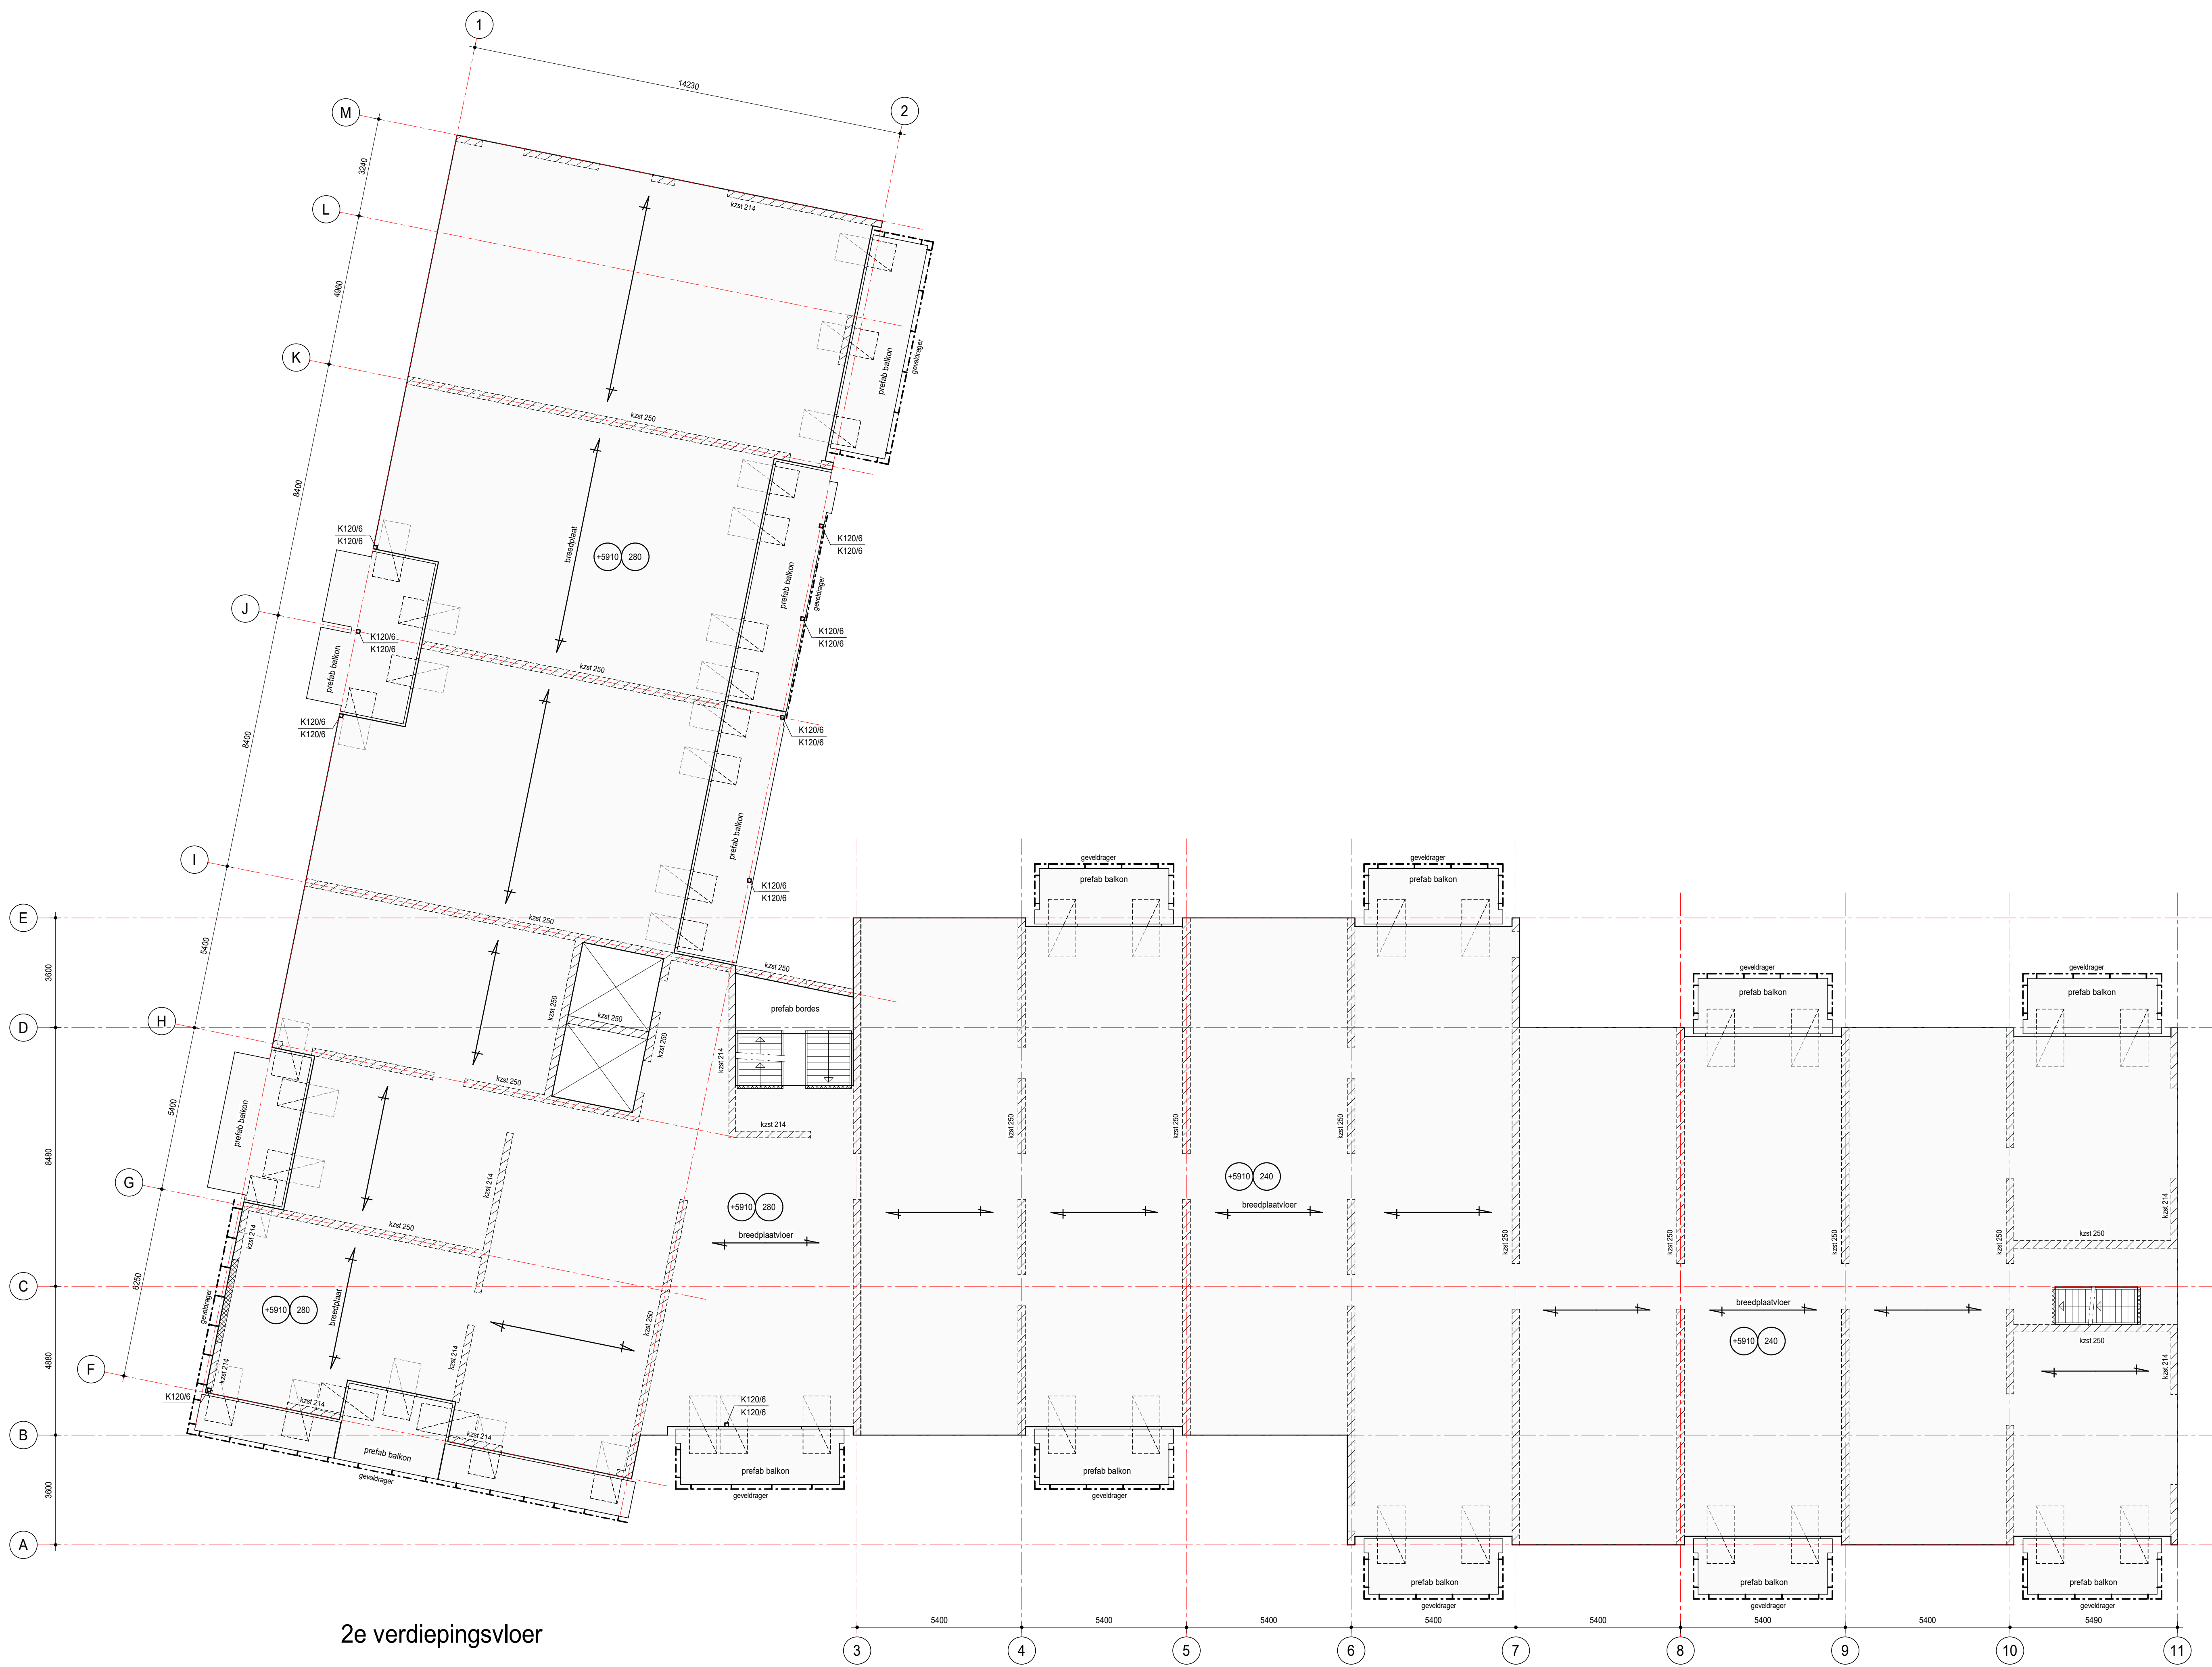 1
14230
2
M
3240
L
kzst 214
4960
geveldrager
prefab balkon
K
kzst 250
8400
K120/6
K120/6
breedplaat
+5910 280
K120/6
K120/6
prefab balkon
geveldrager
J
K120/6
K120/6
K120/6
K120/6
prefab balkon
kzst 250
K120/6
K120/6
K120/6
K120/6
8400
prefab balkon
I
K120/6
K120/6
geveldrager
prefab balkon
geveldrager
prefab balkon
E
kzst 250
5400
3600
kzst 250
geveldrager
prefab balkon
geveldrager
prefab balkon
kzst 250
kzst 250
kzst 250
prefab bordes
H
D
kzst 214
kzst 250
5400
prefab balkon
kzst 214
kzst 250
kzst 250
kzst 250
8480
G
kzst 214
+5910 280
+5910 240
kzst 214
kzst 250
kzst 214
breedplaatvloer
breedplaatvloer
kzst 250
kzst 250
kzst 250
kzst 250
kzst 250
6250
C
geveldrager
+5910 280
breedplaat
kzst 250
breedplaatvloer
+5910 240
kzst 250
4880
F
kzst 214
kzst 214
kzst 214
K120/6
kzst 214
K120/6
K120/6
B
kzst 214
prefab balkon
geveldrager
prefab balkon
geveldrager
prefab balkon
geveldrager
3600
A
prefab balkon
geveldrager
prefab balkon
geveldrager
prefab balkon
geveldrager
2e verdiepingsvloer
5400 5400 5400 5400 5400 5400 5400 5490
3 4 5 6 7 8 9 10 11